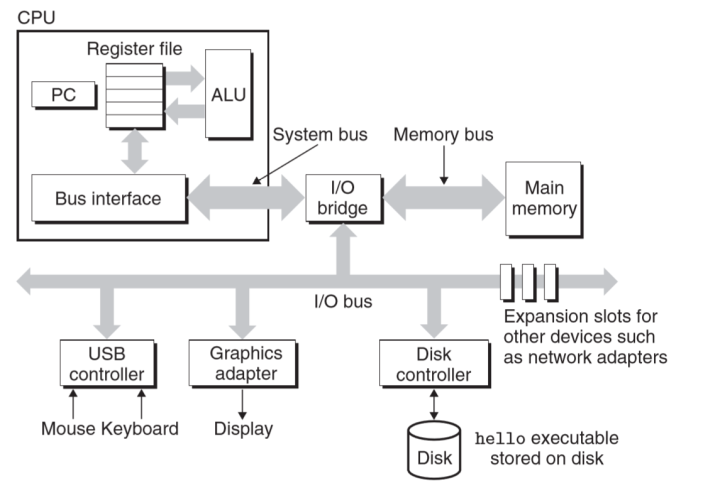 CPU
Register file
PC
ALU
System bus
Memory bus
Bus interface
I/O
bridge
Main
memory
I/O bus
Expansion slots for
other devices such
as network adapters
USB
controller
Graphics
adapter
Disk
controller
Mouse Keyboard
Display
Disk
hello executable
stored on disk